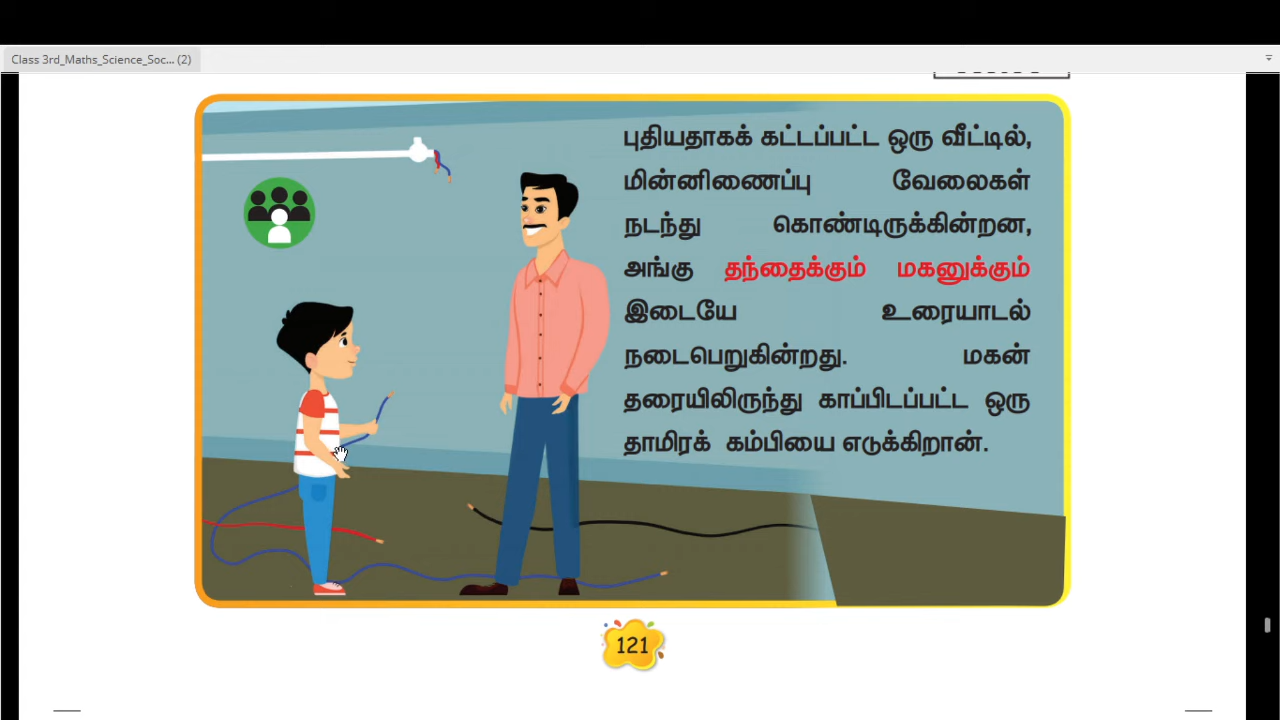 Class 3rd_Maths_Science_Soc... (2)
புதியதாகக் கட்டப்பட்ட ஒரு வீட்டில்,
மின்னிணைப்பு வேலைகள்
நடந்து கொண்டிருக்கின்றன,
அங்கு தந்தைக்கும் மகனுக்கும்
இடையே உரையாடல்
நடைபெறுகின்றது. மகன்
தரையிலிருந்து காப்பிடப்பட்ட ஒரு
தாமிரக் கம்பியை எடுக்கிறான்.
121